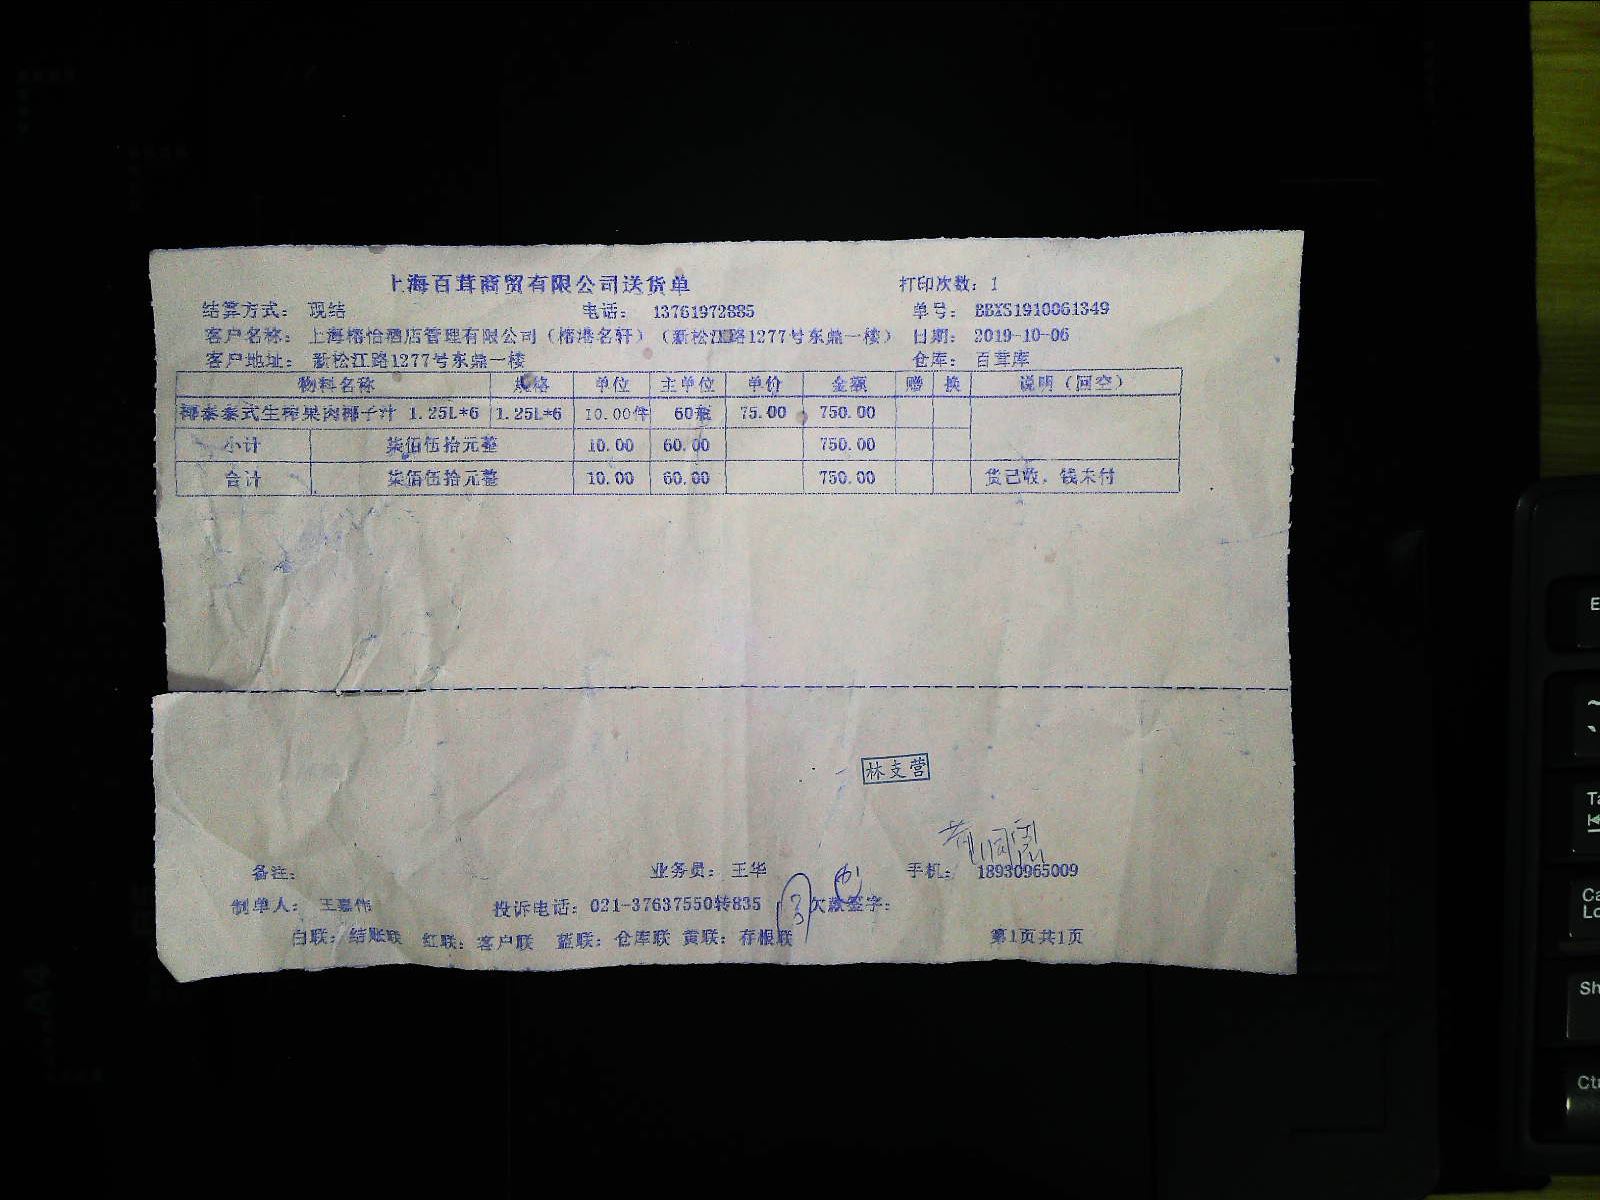 上海百茸商贸有限公司送货单 打印次数：1
结算方式： 现结 电话： 13761972885 单号： BBXS1910061349
客户名称： 上海榕怡酒店管理有限公司（榕港名轩）（新松江路1277号东鼎一楼） 日期： 2019-10-06
客户地址： 新松江路1277号东鼎一楼 仓库： 百茸库
物料名称 规格 单位 主单位 单价 金额 赠 换 说明（回空）
椰泰泰式生榨果肉椰子汁 1.25L*6 1.25L*6 10.00件 60瓶 75.00 750.00
小计 柒佰伍拾元整 10.00 60.00 750.00
合计 柒佰伍拾元整 10.00 60.00 750.00 货已收，钱未付
林支营
备注： 业务员：王华 手机： 18930965009
制单人： 王嘉伟 投诉电话：021-37637550转835 欠款签字：
白联：结账联 红联：客户联 蓝联：仓库联 黄联：存根联 第1页共1页
E
Ta
Ca
Lo
Sh
Ct